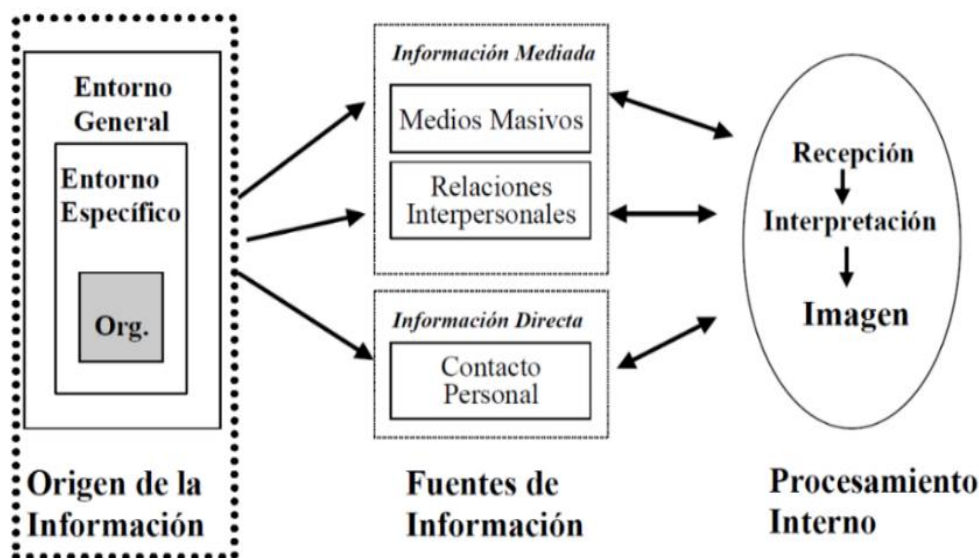 Entorno
General
Entorno
Específico
Org.
Origen de la
Información
Información Mediada
Medios Masivos
Relaciones
Interpersonales
Información Directa
Contacto
Personal
Fuentes de
Información
Recepción
Interpretación
Imagen
Procesamiento
Interno